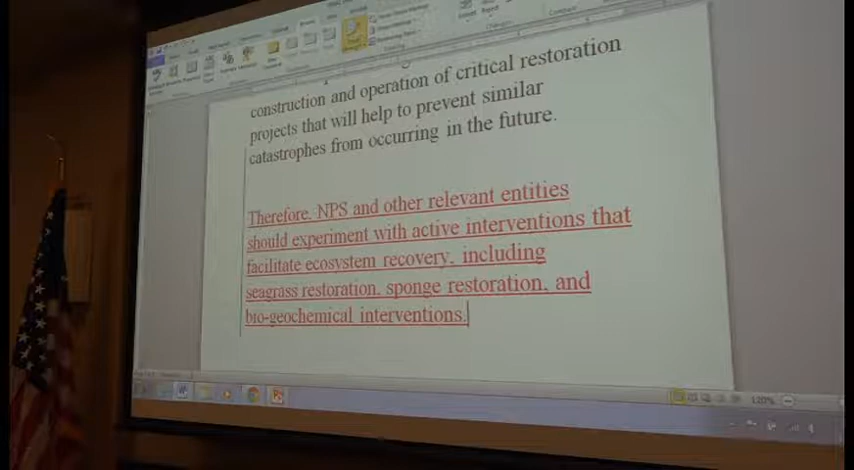 construction and operation of critical restoration
projects that will help to prevent similar
catastrophes from occurring in the future.
Therefore, NPS and other relevant entities
should experiment with active interventions that
facilitate ecosystem recovery, including
seagrass restoration, sponge restoration, and
bio-geochemical interventions.
120%